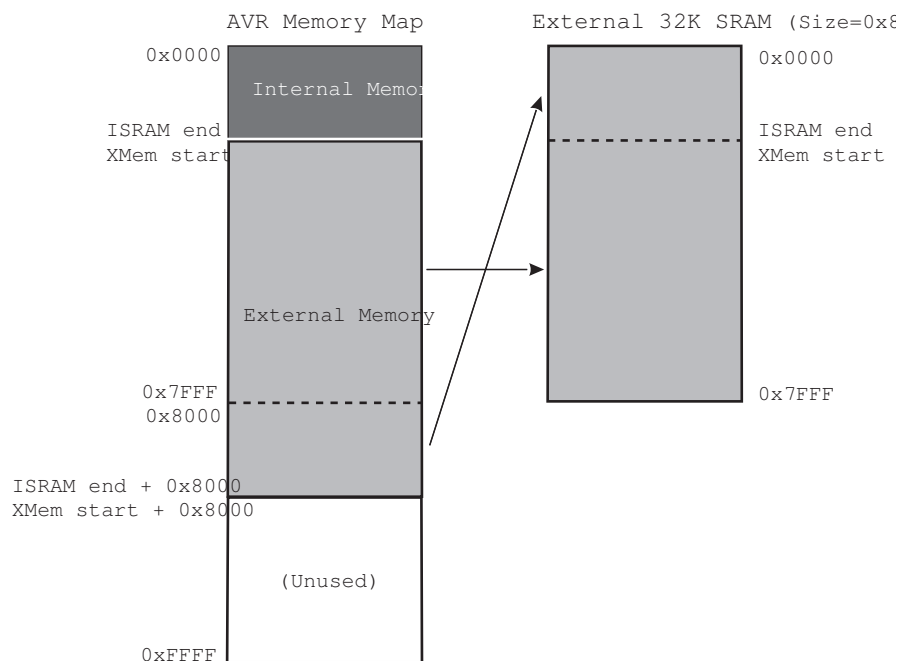 AVR Memory Map
External 32K SRAM (Size=0x8
0x0000
Internal Memor
ISRAM end
XMem start
External Memory
0x7FFF
0x8000
ISRAM end + 0x8000
XMem start + 0x8000
(Unused)
0xFFFF
0x0000
ISRAM end
XMem start
0x7FFF